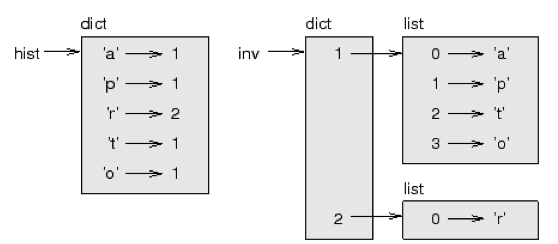 dict
hist
'a' 1
'p' 1
'r' 2
't' 1
'o' 1
dict
inv
1
2
list
0 'a'
1 'p'
2 't'
3 'o'
list
0 'r'